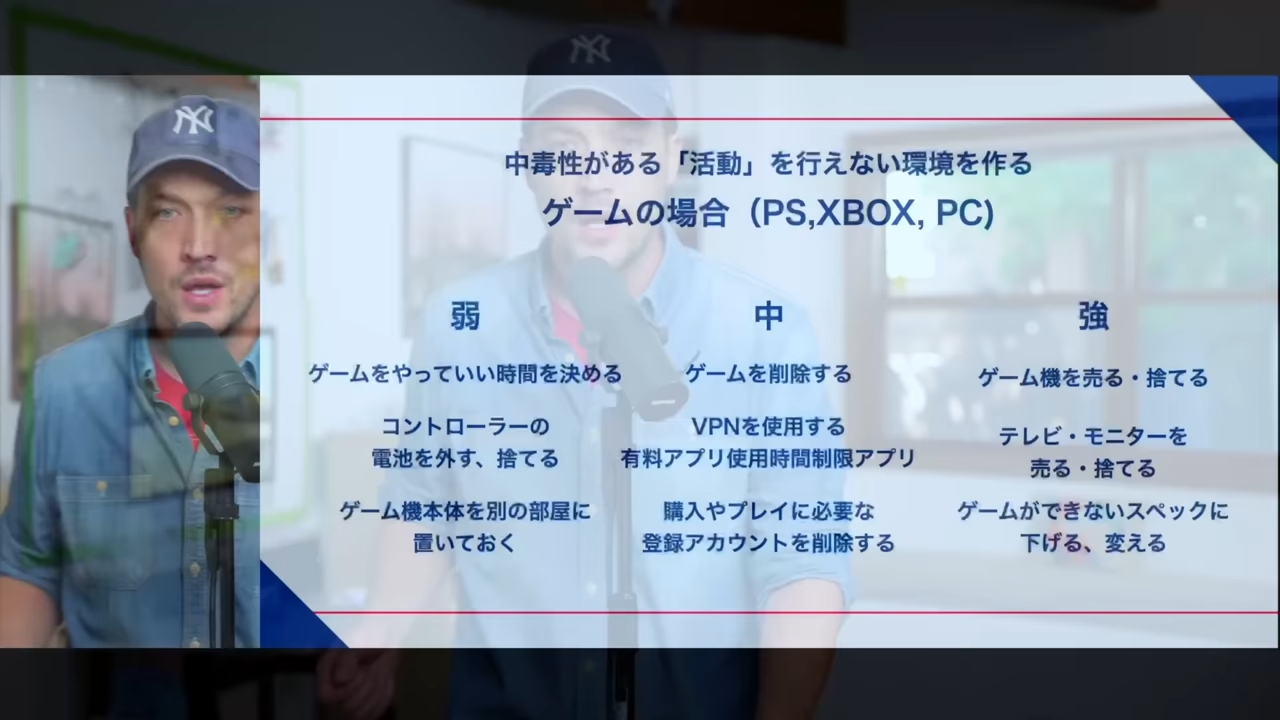 中毒性がある「活動」を行えない環境を作る
ゲームの場合（PS,XBOX, PC)
弱
ゲームをやっていい時間を決める
コントローラーの
電池を外す、捨てる
ゲーム機本体を別の部屋に
置いておく
中
ゲームを削除する
VPNを使用する
有料アプリ使用時間制限アプリ
購入やプレイに必要な
登録アカウントを削除する
強
ゲーム機を売る・捨てる
テレビ・モニターを
売る・捨てる
ゲームができないスペックに
下げる、変える
NY
NY